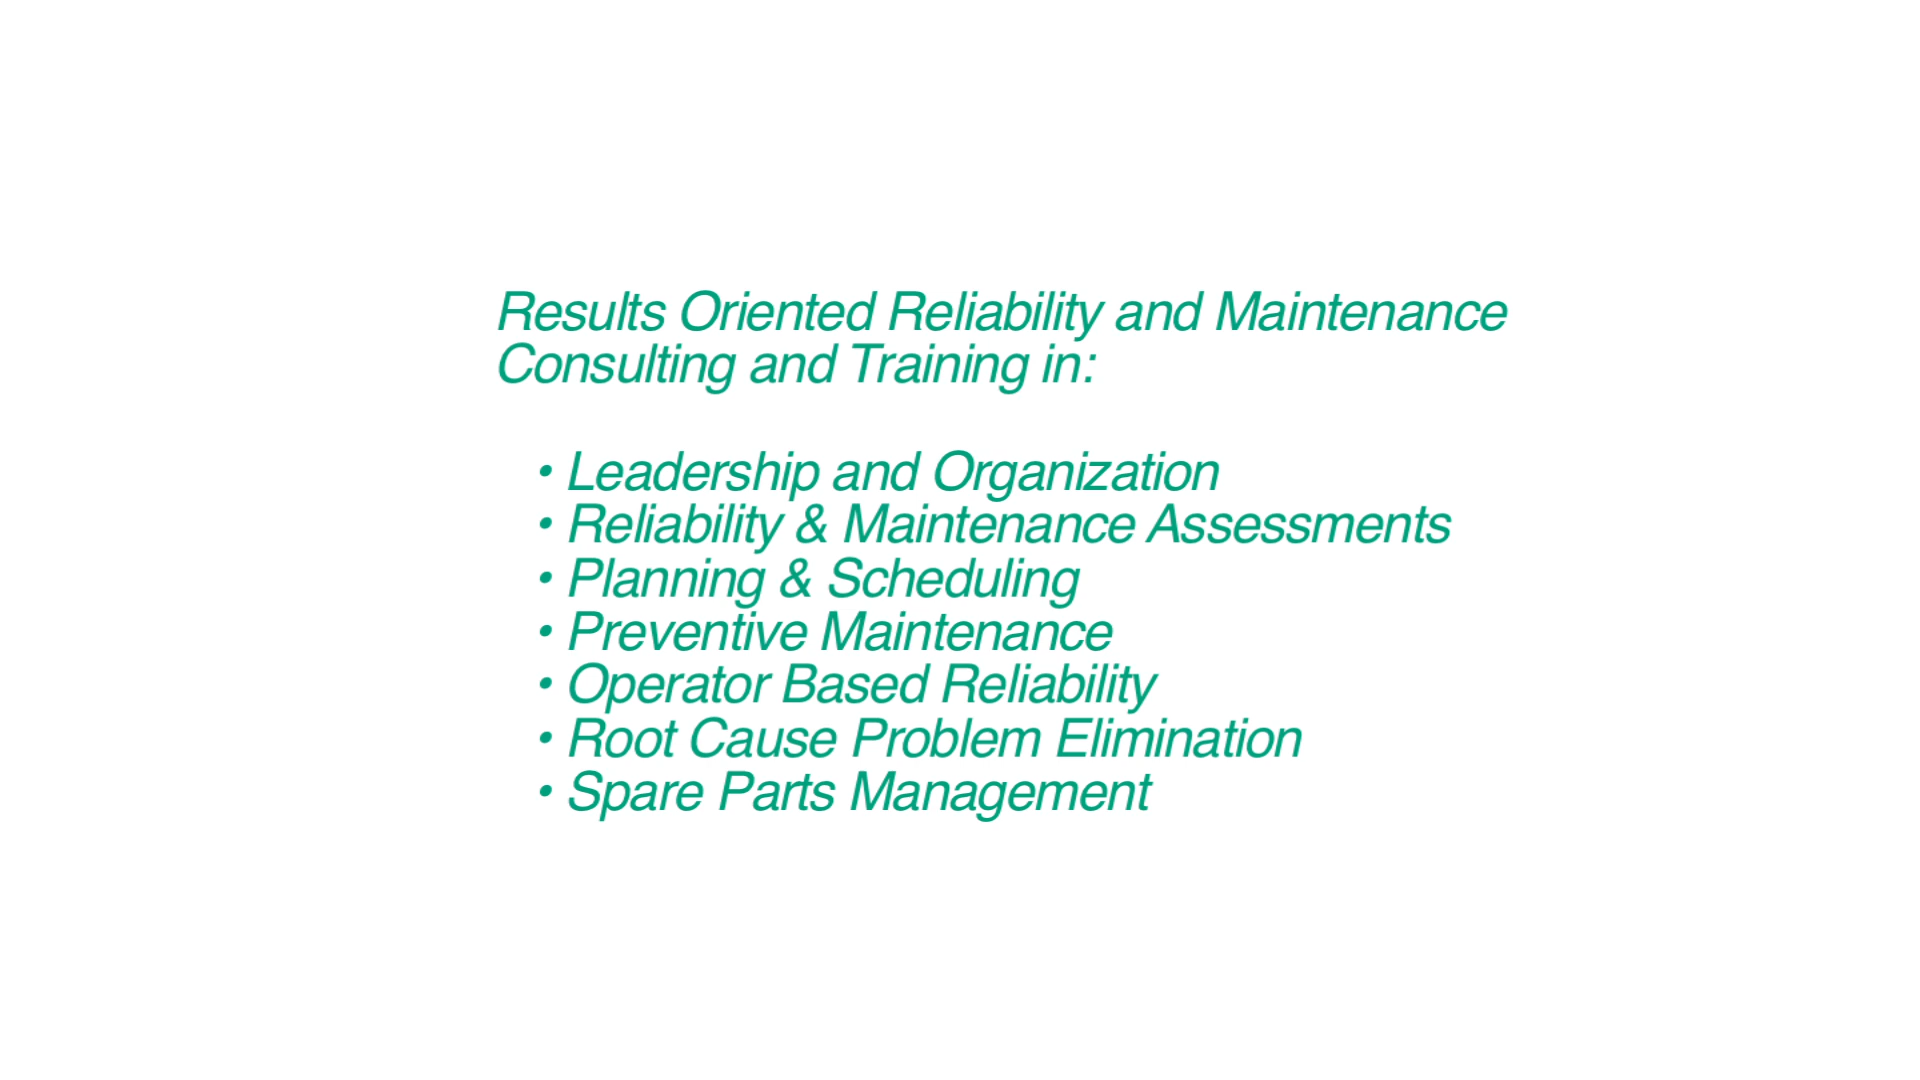 Results Oriented Reliability and Maintenance
Consulting and Training in:
• Leadership and Organization
• Reliability & Maintenance Assessments
• Planning & Scheduling
• Preventive Maintenance
• Operator Based Reliability
• Root Cause Problem Elimination
• Spare Parts Management